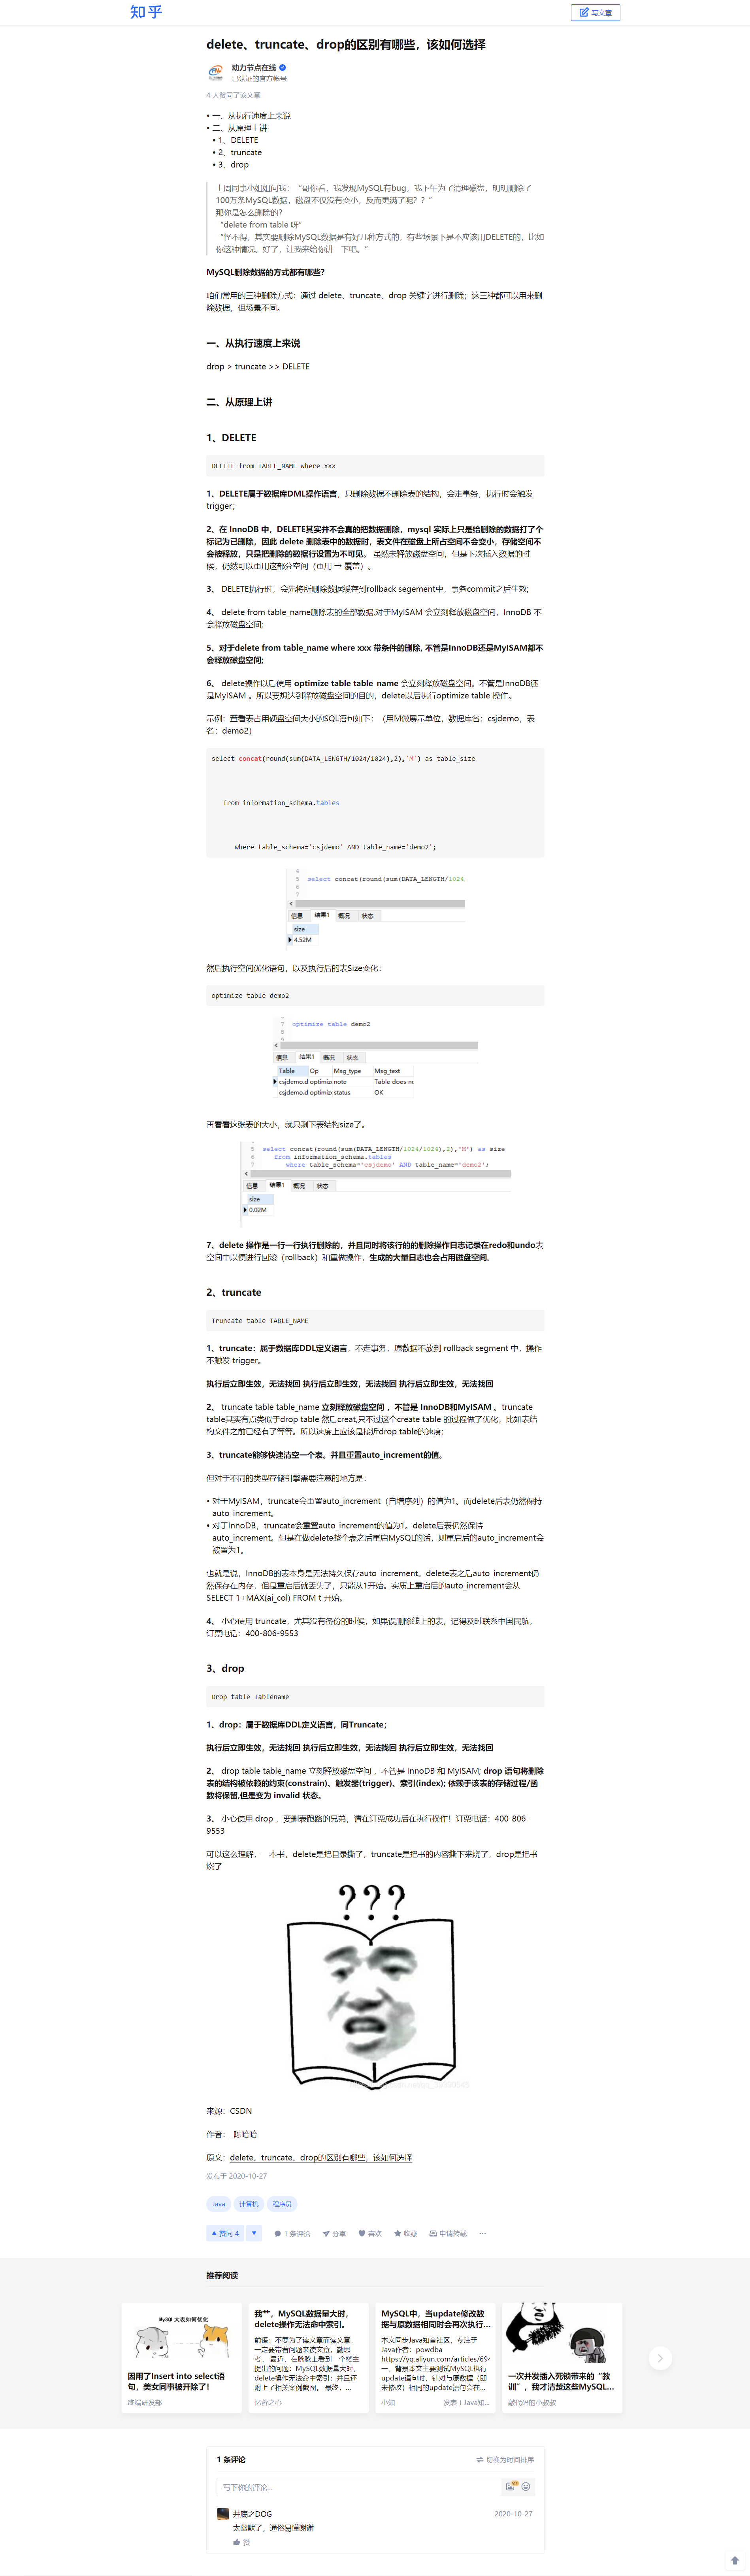 知乎
写文章
delete、truncate、drop的区别有哪些，该如何选择
动力节点在线
已认证的官方帐号
4 人赞同了该文章
• 一、从执行速度上来说
• 二、从原理上讲
• 1、DELETE
• 2、truncate
• 3、drop
上周同事小姐姐问我：“哥你看，我发现MySQL有bug，我下午为了清理磁盘，明明删除了
100万条MySQL数据，磁盘不仅没有变小，反而更满了呢？？”
那你是怎么删除的？
“delete from table 呀”
“怪不得，其实要删除MySQL数据是有好几种方式的，有些场景下是不应该用DELETE的，比如
你这种情况。好了，让我来给你讲一下吧。”
MySQL删除数据的方式都有哪些？
咱们常用的三种删除方式：通过 delete、truncate、drop 关键字进行删除；这三种都可以用来删
除数据，但场景不同。
一、从执行速度上来说
drop > truncate >> DELETE
二、从原理上讲
1、DELETE
DELETE from TABLE_NAME where xxx
1、DELETE属于数据库DML操作语言，只删除数据不删除表的结构，会走事务，执行时会触发
trigger；
2、在 InnoDB 中，DELETE其实并不会真的把数据删除，mysql 实际上只是给删除的数据打了个
标记为已删除，因此 delete 删除表中的数据时，表文件在磁盘上所占空间不会变小，存储空间不
会被释放，只是把删除的数据行设置为不可见。 虽然未释放磁盘空间，但是下次插入数据的时
候，仍然可以重用这部分空间（重用 → 覆盖）。
3、 DELETE执行时，会先将所删除数据缓存到rollback segement中，事务commit之后生效;
4、 delete from table_name删除表的全部数据,对于MyISAM 会立刻释放磁盘空间，InnoDB 不
会释放磁盘空间;
5、对于delete from table_name where xxx 带条件的删除, 不管是InnoDB还是MyISAM都不
会释放磁盘空间;
6、 delete操作以后使用 optimize table table_name 会立刻释放磁盘空间。不管是InnoDB还
是MyISAM 。所以要想达到释放磁盘空间的目的，delete以后执行optimize table 操作。
示例：查看表占用硬盘空间大小的SQL语句如下：（用M做展示单位，数据库名：csjdemo，表
名：demo2）
select concat(round(sum(DATA_LENGTH/1024/1024),2),'M') as table_size
from information_schema.tables
where table_schema='csjdemo' AND table_name='demo2';
4
5 select concat(round(sum(DATA_LENGTH/1024,
6
7
信息 结果1 概况 状态
size
4.52M
然后执行空间优化语句，以及执行后的表Size变化：
optimize table demo2
7 optimize table demo2
8
9
信息 结果1 概况 状态
Table Op Msg_type Msg_text
csjdemo.d optimize note Table does no
csjdemo.d optimize status OK
再看看这张表的大小，就只剩下表结构size了。
5 select concat(round(sum(DATA_LENGTH/1024/1024),2),'M') as size
6 from information_schema.tables
7 where table_schema='csjdemo' AND table_name='demo2';
信息 结果1 概况 状态
size
0.02M
7、delete 操作是一行一行执行删除的，并且同时将该行的的删除操作日志记录在redo和undo表
空间中以便进行回滚（rollback）和重做操作，生成的大量日志也会占用磁盘空间。
2、truncate
Truncate table TABLE_NAME
1、truncate：属于数据库DDL定义语言，不走事务，原数据不放到 rollback segment 中，操作
不触发 trigger。
执行后立即生效，无法找回 执行后立即生效，无法找回 执行后立即生效，无法找回
2、 truncate table table_name 立刻释放磁盘空间 ，不管是 InnoDB和MyISAM 。truncate
table其实有点类似于drop table 然后creat,只不过这个create table 的过程做了优化，比如表结
构文件之前已经有了等等。所以速度上应该是接近drop table的速度;
3、truncate能够快速清空一个表。并且重置auto_increment的值。
但对于不同的类型存储引擎需要注意的地方是：
• 对于MyISAM，truncate会重置auto_increment（自增序列）的值为1。而delete后表仍然保持
auto_increment。
• 对于InnoDB，truncate会重置auto_increment的值为1。delete后表仍然保持
auto_increment。但是在做delete整个表之后重启MySQL的话，则重启后的auto_increment会
被置为1。
也就是说，InnoDB的表本身是无法持久保存auto_increment。delete表之后auto_increment仍
然保存在内存，但是重启后就丢失了，只能从1开始。实质上重启后的auto_increment会从
SELECT 1+MAX(ai_col) FROM t 开始。
4、 小心使用 truncate，尤其没有备份的时候，如果误删除线上的表，记得及时联系中国民航，
订票电话：400-806-9553
3、drop
Drop table Tablename
1、drop：属于数据库DDL定义语言，同Truncate；
执行后立即生效，无法找回 执行后立即生效，无法找回 执行后立即生效，无法找回
2、 drop table table_name 立刻释放磁盘空间 ，不管是 InnoDB 和 MyISAM; drop 语句将删除
表的结构被依赖的约束(constrain)、触发器(trigger)、索引(index); 依赖于该表的存储过程/函
数将保留,但是变为 invalid 状态。
3、 小心使用 drop ，要删表跑路的兄弟，请在订票成功后在执行操作！订票电话：400-806-
9553
可以这么理解，一本书，delete是把目录撕了，truncate是把书的内容撕下来烧了，drop是把书
烧了
???
来源：CSDN
作者：_陈哈哈
原文：delete、truncate、drop的区别有哪些，该如何选择
发布于 2020-10-27
Java 计算机 程序员
赞同 4 1 条评论 分享 喜欢 收藏 申请转载
推荐阅读
MySQL大表如何优化
因用了Insert into select语
句，美女同事被开除了！
终端研发部
我**，MySQL数据量大时，
delete操作无法命中索引。
前语：不要为了读文章而读文章，
一定要带着问题来读文章，勤思
考。 最近，在脉脉上看到一个楼主
提出的问题：MySQL数据量大时，
delete操作无法命中索引；并且还
附上了相关案例截图。 最终，…
忆蓉之心
MySQL中，当update修改数
据与原数据相同时会再次执行…
本文同步Java知音社区，专注于
Java作者：powdba
https://yq.aliyun.com/articles/694
一、背景本文主要测试MySQL执行
update语句时，针对与原数据（即
未修改）相同的update语句会在…
小知 发表于Java知…
一次并发插入死锁带来的“教
训”，我才清楚这些MySQL…
敲代码的小叔叔
1 条评论
切换为时间排序
写下你的评论...
井底之DOG 2020-10-27
太幽默了，通俗易懂谢谢
赞